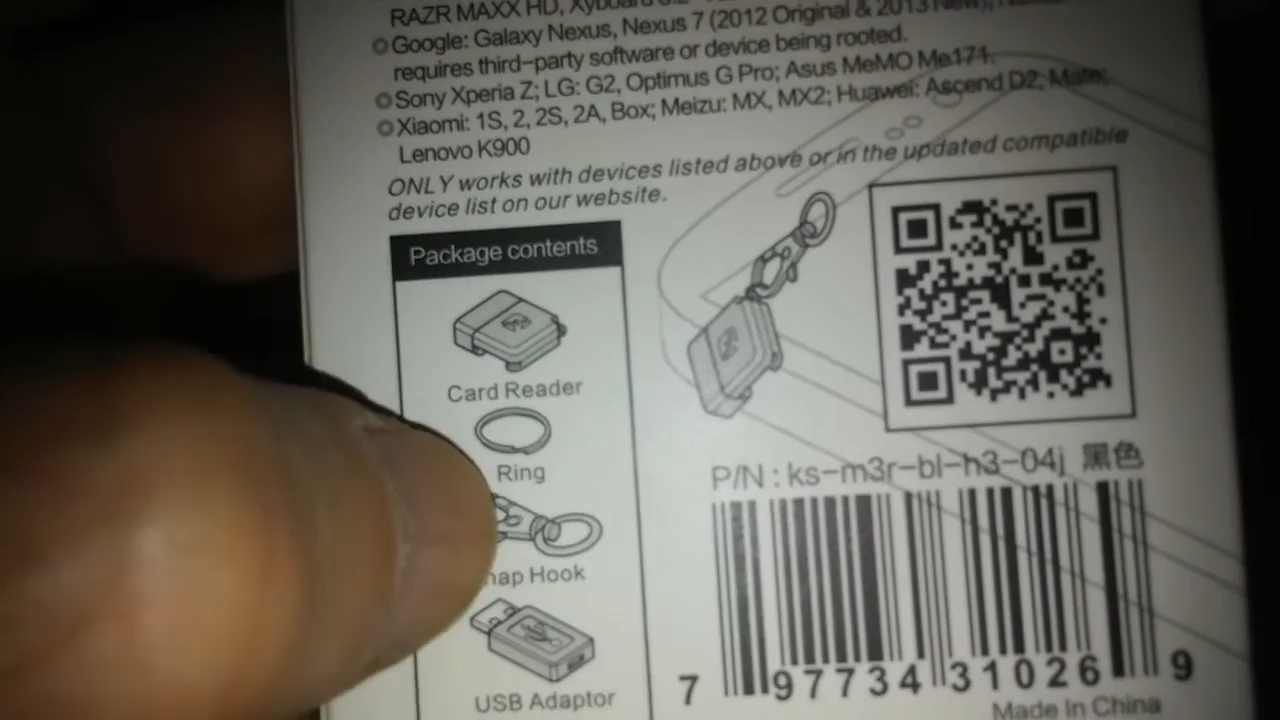 RAZR MAXX HD,
Google: Galaxy Nexus, Nexus 7 (2012 Original & 2013 New),
requires third-party software or device being rooted.
Sony Xperia Z; LG: G2, Optimus G Pro; Asus MeMO Me171.
Xiaomi: 1S, 2, 2S, 2A, Box; Meizu: MX, MX2; Huawei: Ascend D2, Mate;
Lenovo K900
ONLY works with devices listed above or in the updated compatible
device list on our website.
Package contents
Card Reader
Ring
Hook
USB Adaptor
P/N : ks-m3r-bl-h3-04j 黑色
7 97734 31026 9
Made In China